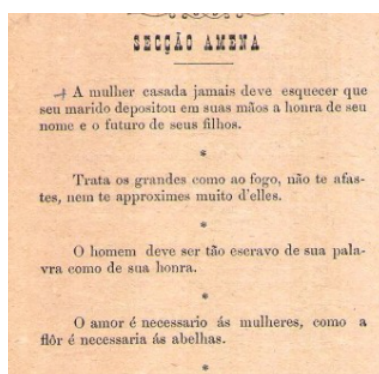 SECÇÃO AMENA
A mulher casada jamais deve esquecer que
seu marido depositou em suas mãos a honra de seu
nome e o futuro de seus filhos.
*
Trata os grandes como ao fogo, não te afas-
tes, nem te approximes muito d'elles.
*
O homem deve ser tão escravo de sua pala-
vra como de sua honra.
*
O amor é necessario ás mulheres, como a
flôr é necessaria ás abelhas.
*